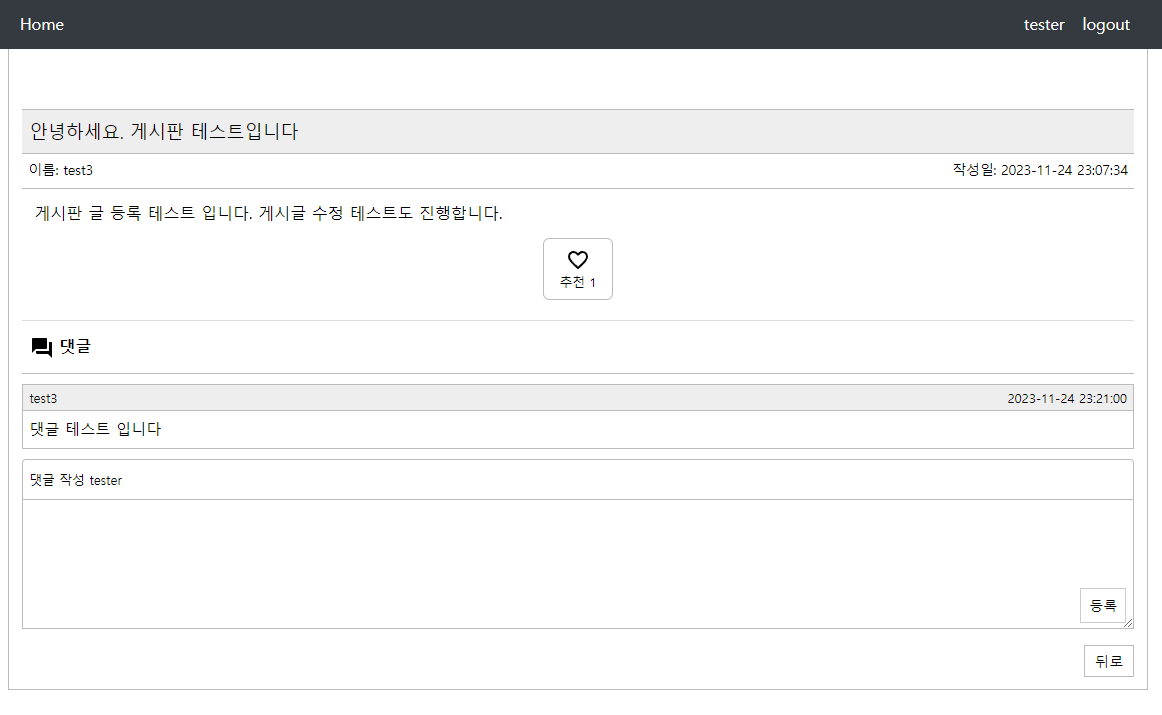 Home tester logout
안녕하세요. 게시판 테스트입니다
이름: test3 작성일: 2023-11-24 23:07:34
게시판 글 등록 테스트 입니다. 게시글 수정 테스트도 진행합니다.
추천 1
댓글
test3 2023-11-24 23:21:00
댓글 테스트 입니다
댓글 작성 tester
등록
뒤로